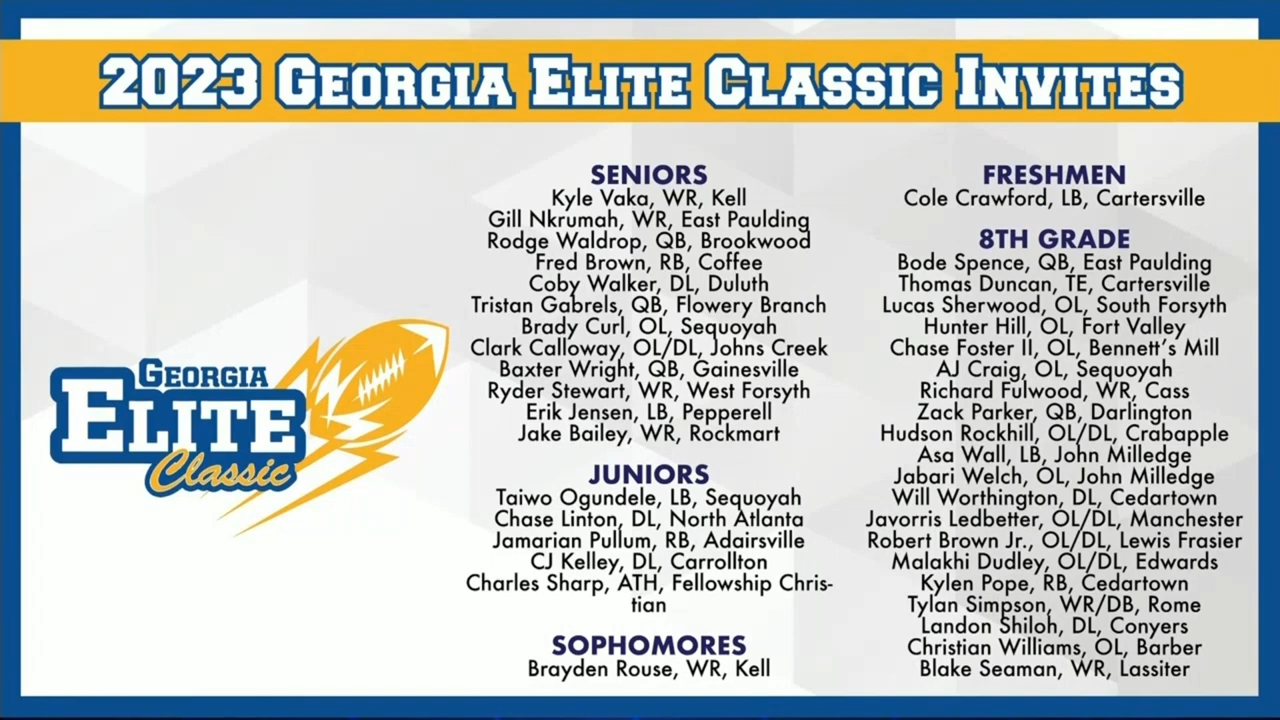 2023 GEORGIA ELITE CLASSIC INVITES
GEORGIA
ELITE
Classic
SENIORS
Kyle Vaka, WR, Kell
Gill Nkrumah, WR, East Paulding
Rodge Waldrop, QB, Brookwood
Fred Brown, RB, Coffee
Coby Walker, DL, Duluth
Tristan Gabrels, QB, Flowery Branch
Brady Curl, OL, Sequoyah
Clark Calloway, OL/DL, Johns Creek
Baxter Wright, QB, Gainesville
Ryder Stewart, WR, West Forsyth
Erik Jensen, LB, Pepperell
Jake Bailey, WR, Rockmart
JUNIORS
Taiwo Ogundele, LB, Sequoyah
Chase Linton, DL, North Atlanta
Jamarian Pullum, RB, Adairsville
CJ Kelley, DL, Carrollton
Charles Sharp, ATH, Fellowship Chris-
tian
SOPHOMORES
Brayden Rouse, WR, Kell
FRESHMEN
Cole Crawford, LB, Cartersville
8TH GRADE
Bode Spence, QB, East Paulding
Thomas Duncan, TE, Cartersville
Lucas Sherwood, OL, South Forsyth
Hunter Hill, OL, Fort Valley
Chase Foster II, OL, Bennett's Mill
AJ Craig, OL, Sequoyah
Richard Fulwood, WR, Cass
Zack Parker, QB, Darlington
Hudson Rockhill, OL/DL, Crabapple
Asa Wall, LB, John Milledge
Jabari Welch, OL, John Milledge
Will Worthington, DL, Cedartown
Javorris Ledbetter, OL/DL, Manchester
Robert Brown Jr., OL/DL, Lewis Frasier
Malakhi Dudley, OL/DL, Edwards
Kylen Pope, RB, Cedartown
Tylan Simpson, WR/DB, Rome
Landon Shiloh, DL, Conyers
Christian Williams, OL, Barber
Blake Seaman, WR, Lassiter